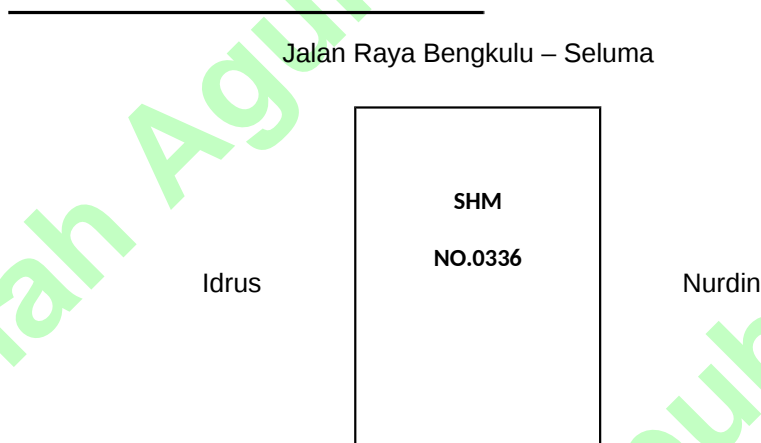 Jalan Raya Bengkulu – Seluma
SHM
NO.0336
Idrus
Nurdin